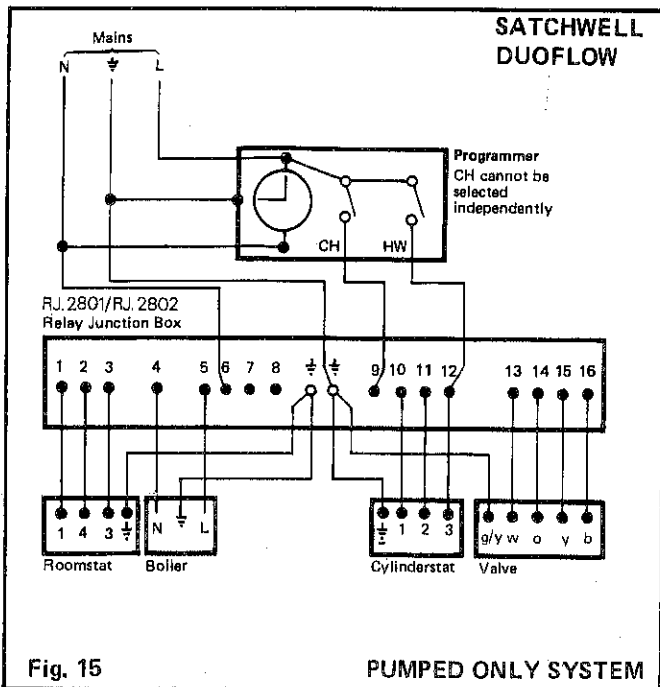 SATCHWELL
DUOFLOW
Mains
N ⏚ L
Programmer
CH cannot be
selected
independently
CH HW
RJ.2801/RJ.2802
Relay Junction Box
1 2 3 4 5 6 7 8 ⏚ ⏚ 9 10 11 12 13 14 15 16
1 4 3 ⏚ N ⏚ L ⏚ 1 2 3 g/y w o y b
Roomstat Boiler Cylinderstat Valve
Fig. 15 PUMPED ONLY SYSTEM